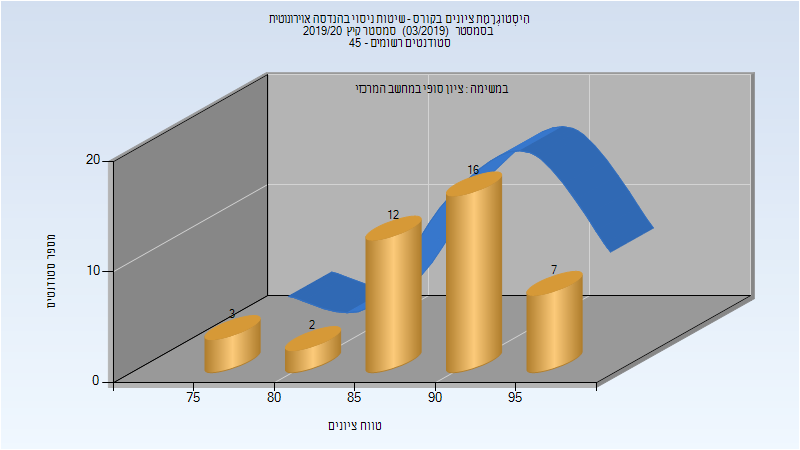 היסטוגרמת ציונים בקורס - שיטות ניסוי בהנדסה אוירונוטית
בסמסטר (03/2019) סמסטר קיץ 2019/20
סטודנטים רשומים - 45
במשימה : ציון סופי במחשב המרכזי
מספר סטודנטים
20
10
0
3
2
12
16
7
75 80 85 90 95
טווח ציונים